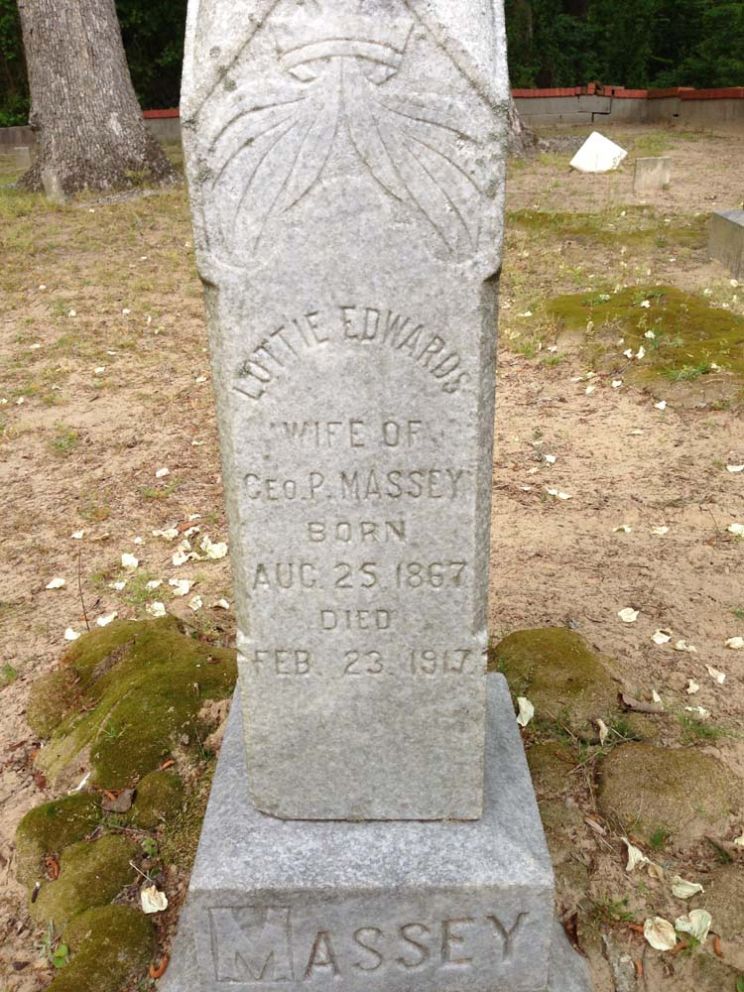 LOTTIE EDWARDS
WIFE OF
GEO. P. MASSEY
BORN
AUG. 25. 1867
DIED
FEB. 23. 1917.
MASSEY